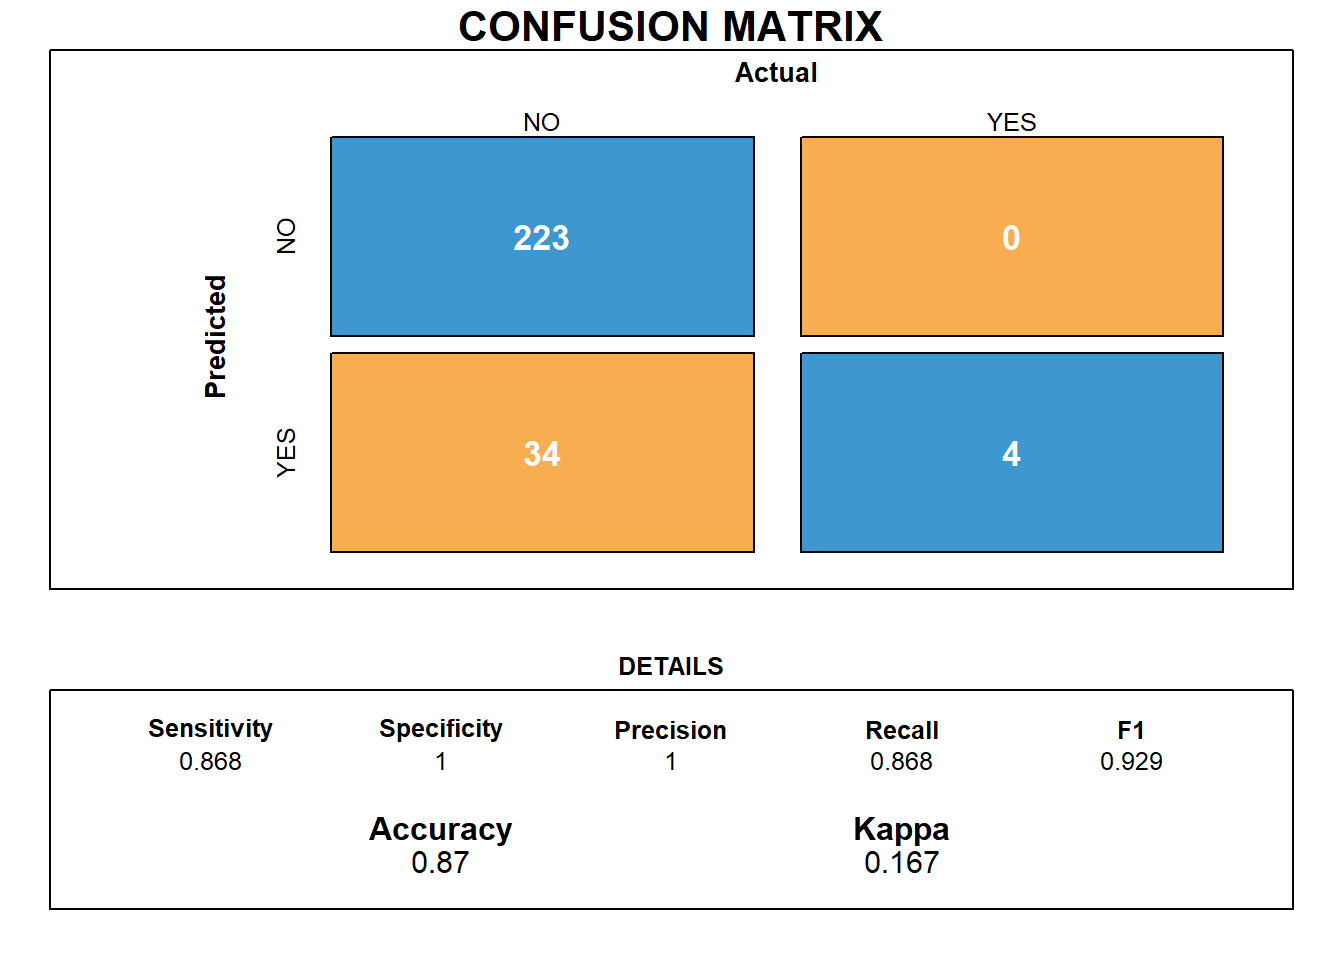 CONFUSION MATRIX
Actual
NO YES
NO 223 0
Predicted
YES 34 4
DETAILS
Sensitivity Specificity Precision Recall F1
0.868 1 1 0.868 0.929
Accuracy Kappa
0.87 0.167